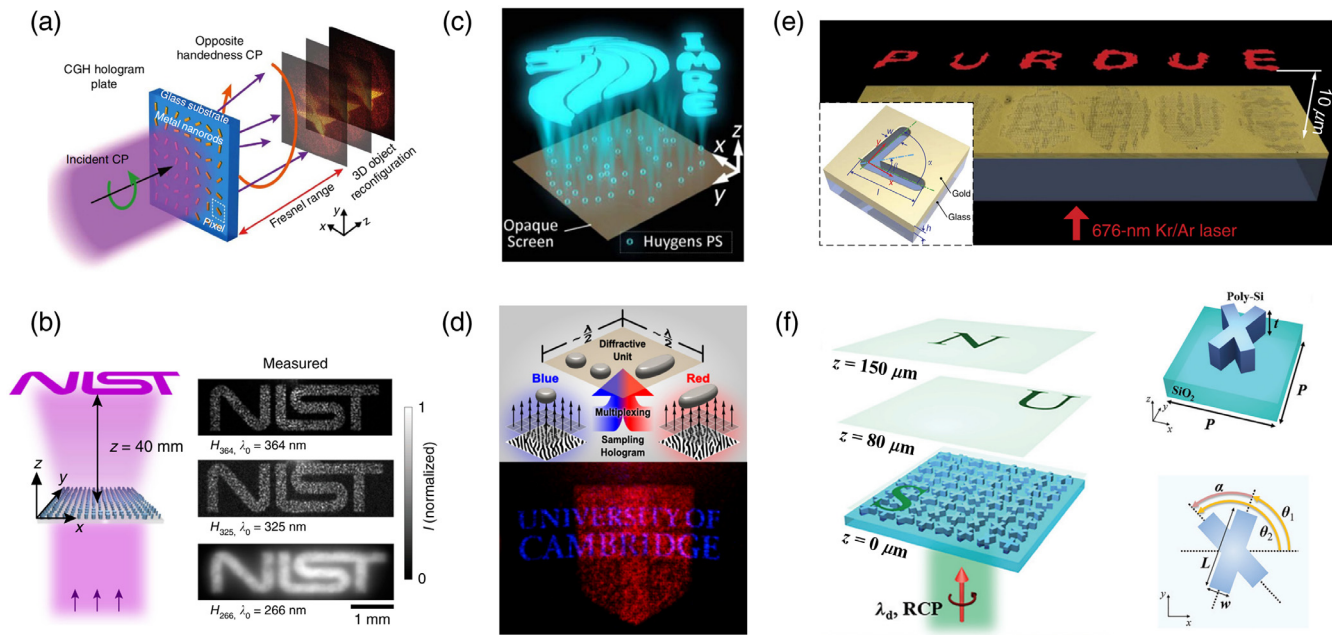 (a)
CGH hologram
plate
Opposite
handedness CP
Glass substrate
Metal nanorods
Incident CP
Pixel
Fresnel range
3D object
reconfiguration
x
y
z
(b)
NIST
z = 40 mm
z
y
x
Measured
NIST
H364, λ0 = 364 nm
NIST
H325, λ0 = 325 nm
NIST
H266, λ0 = 266 nm
1
I (normalized)
0
1 mm
(c)
IMRE
x
z
y
Opaque
Screen
Huygens PS
(d)
~λ/2
~λ/2
Diffractive
Unit
Blue
Red
Multiplexing
Sampling
Hologram
UNIVERSITY OF
CAMBRIDGE
(e)
PURDUE
10 μm
w
l
x
Gold
Glass
h
676-nm Kr/Ar laser
(f)
N
z = 150 μm
U
z = 80 μm
S
z = 0 μm
λd, RCP
Poly-Si
t
P
SiO2
P
z
y
x
α
θ1
θ2
L
w
y
x